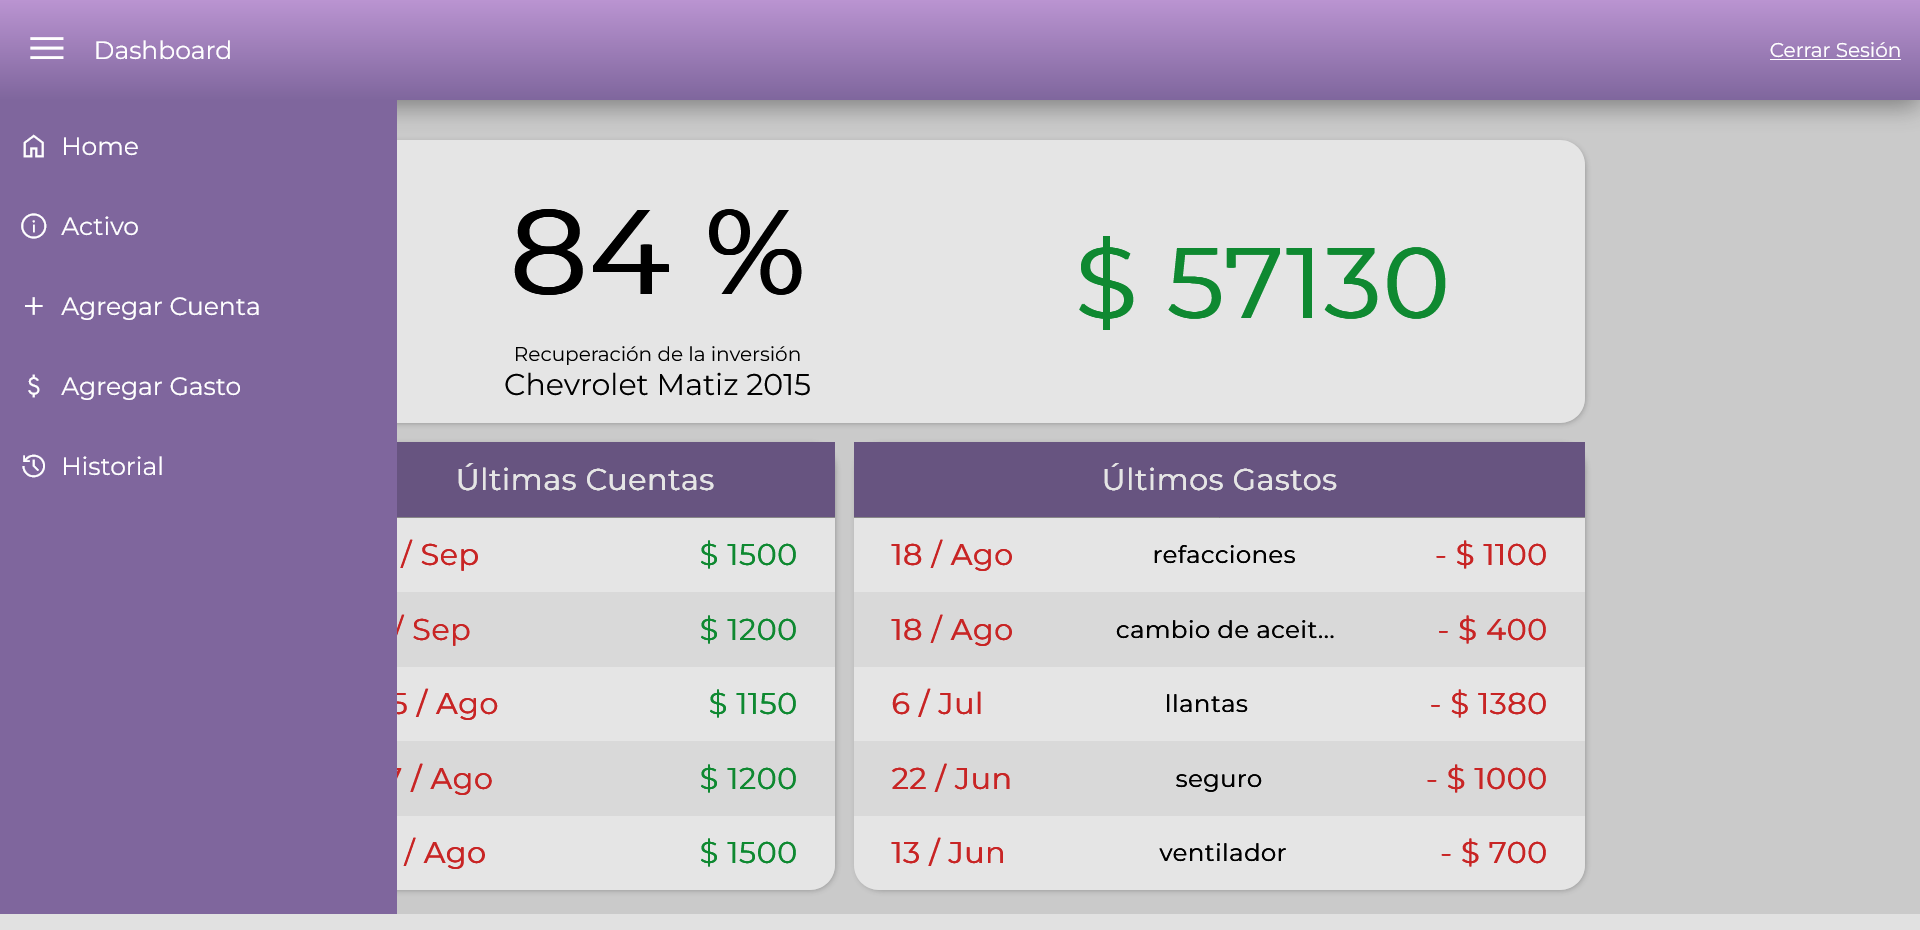 Dashboard
Cerrar Sesión
Home
Activo
Agregar Cuenta
Agregar Gasto
Historial
84 %
Recuperación de la inversión
Chevrolet Matiz 2015
$ 57130
Últimas Cuentas
/ Sep $ 1500
/ Sep $ 1200
5 / Ago $ 1150
/ Ago $ 1200
/ Ago $ 1500
Últimos Gastos
18 / Ago refacciones - $ 1100
18 / Ago cambio de aceit... - $ 400
6 / Jul llantas - $ 1380
22 / Jun seguro - $ 1000
13 / Jun ventilador - $ 700